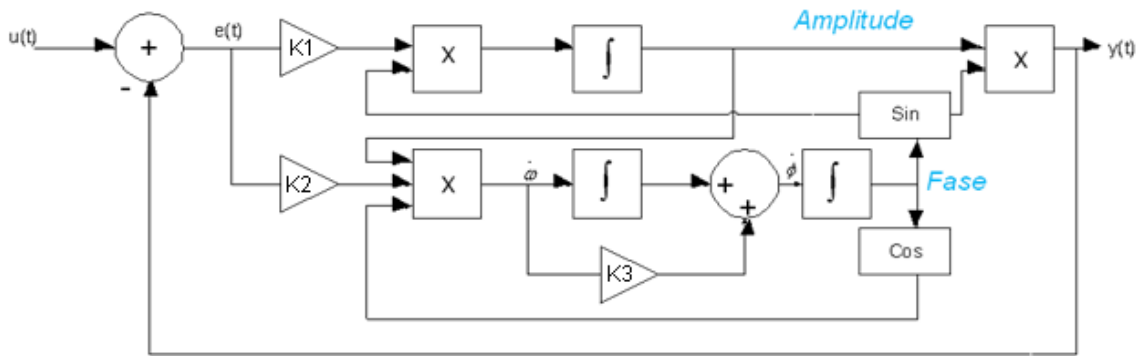 Amplitude
u(t)
+
-
e(t)
K1
X
∫
X
y(t)
Sin
K2
X
ω̇
∫
+
+
ϕ̇
∫
Fase
K3
Cos